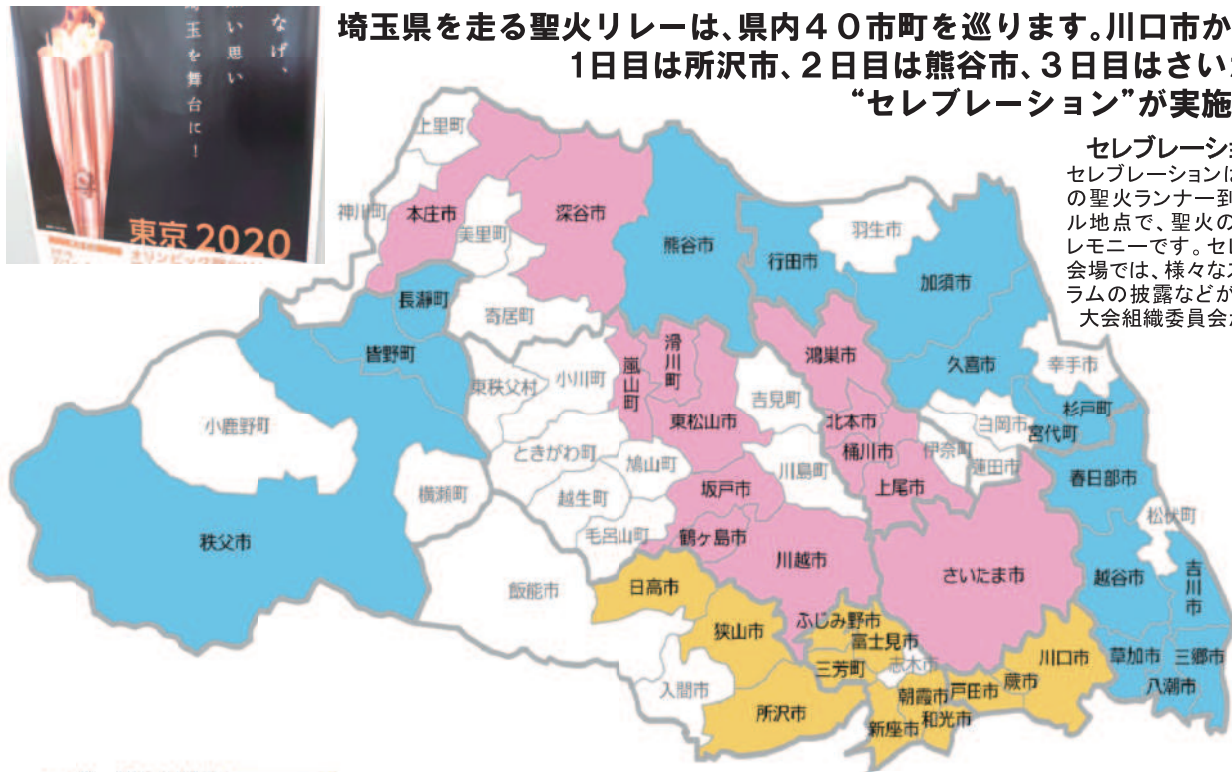 なげ、
い思い
玉を舞台に！
東京2020
埼玉県を走る聖火リレーは、県内４０市町を巡ります。川口市か
1日目は所沢市、２日目は熊谷市、３日目はさい
“セレブレーション”が実施
セレブレーショ
セレブレーションは
の聖火ランナー到
ル地点で、聖火の
レモニーです。セレ
会場では、様々な
ラムの披露などが
大会組織委員会
上里町
神川町
本庄市
美里町
深谷市
熊谷市
行田市
羽生市
加須市
長瀞町
寄居町
皆野町
嵐山町
滑川町
鴻巣市
久喜市
幸手市
東秩父村
小川町
吉見町
杉戸町
小鹿野町
東松山市
北本市
白岡市
宮代町
ときがわ町
鳩山町
桶川市
伊奈町
蓮田市
川島町
春日部市
横瀬町
越生町
坂戸市
上尾市
松伏町
秩父市
毛呂山町
鶴ヶ島市
川越市
さいたま市
越谷市
吉川市
飯能市
日高市
狭山市
ふじみ野市
富士見市
志木市
三芳町
川口市
草加市
三郷市
八潮市
入間市
所沢市
朝霞市
戸田市
蕨市
新座市
和光市